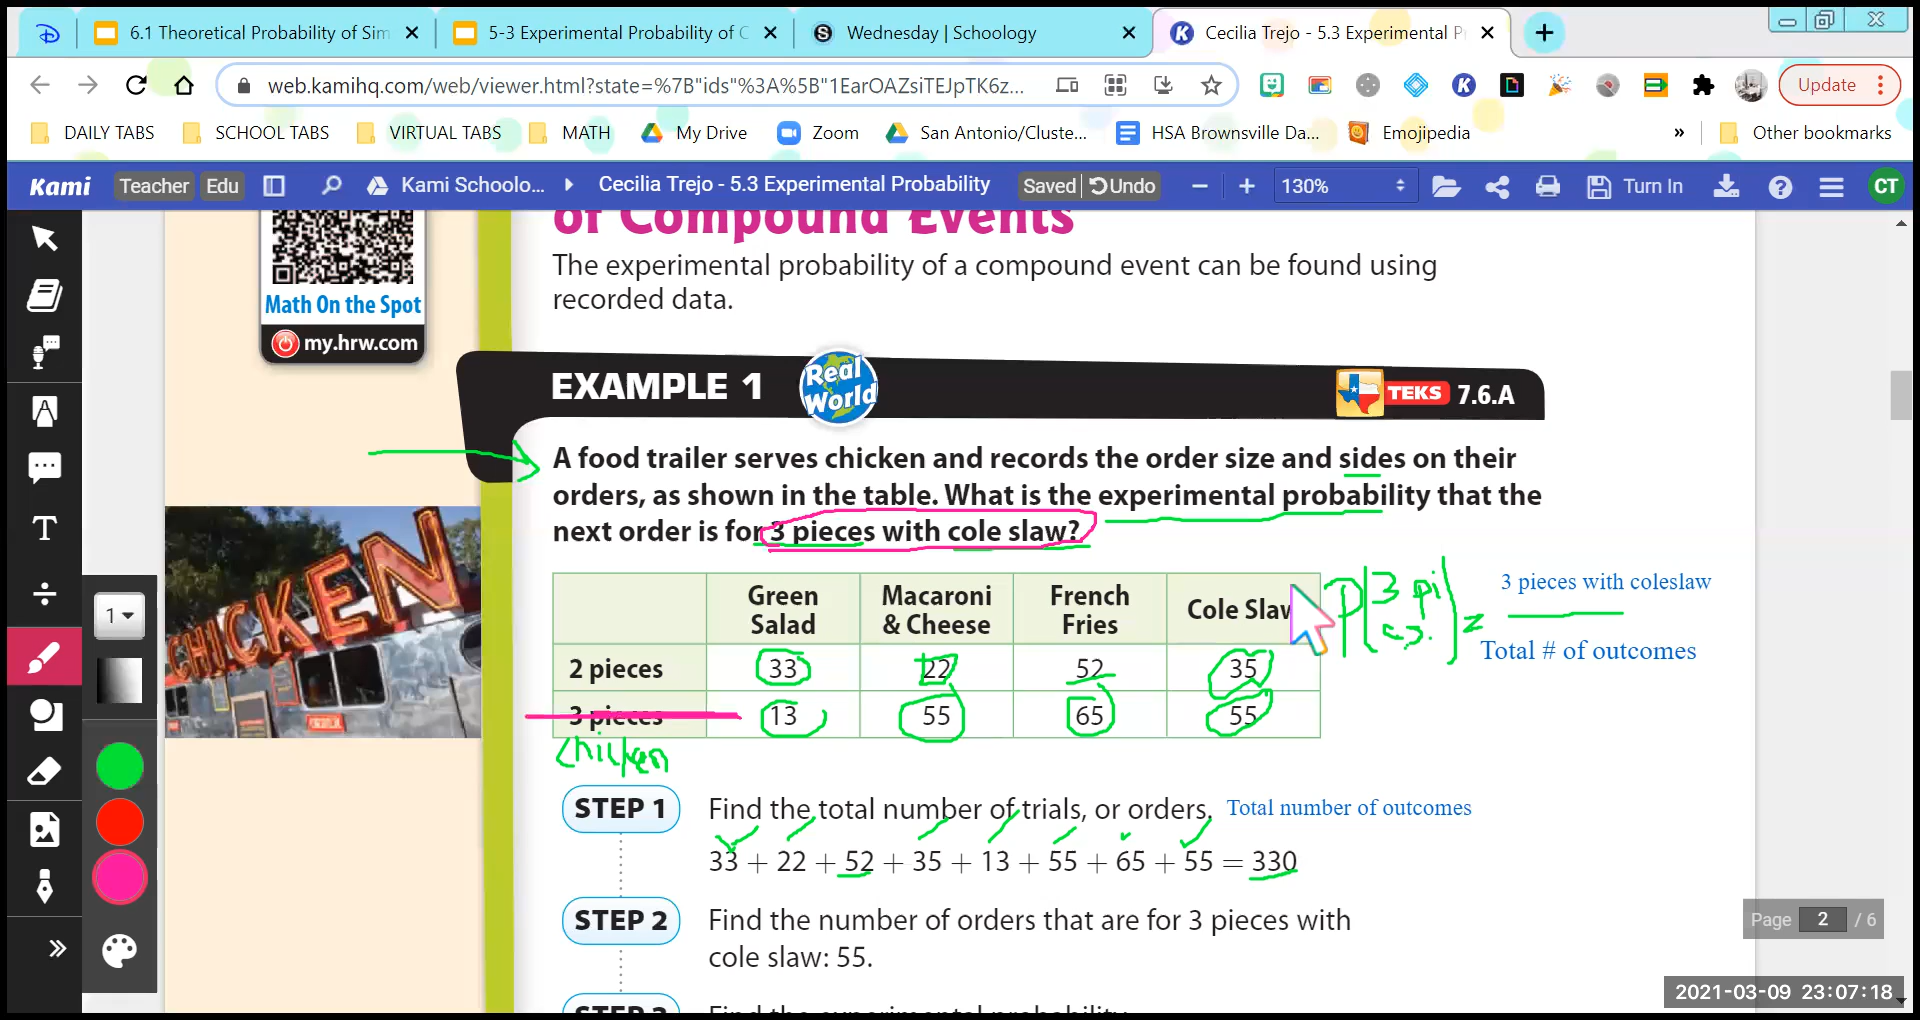 6.1 Theoretical Probability of Sim
5-3 Experimental Probability of C
Wednesday | Schoology
Cecilia Trejo - 5.3 Experimental P
web.kamihq.com/web/viewer.html?state=%7B"ids"%3A%5B"1EarOAZsiTEJpTK6z...
Update
DAILY TABS
SCHOOL TABS
VIRTUAL TABS
MATH
My Drive
Zoom
San Antonio/Cluste...
HSA Brownsville Da...
Emojipedia
»
Other bookmarks
Kami
Teacher
Edu
Kami Schoolo...
Cecilia Trejo - 5.3 Experimental Probability
Saved
Undo
130%
Turn In
CT
of Compound Events
Math On the Spot
my.hrw.com
The experimental probability of a compound event can be found using
recorded data.
EXAMPLE 1
Real
World
TEKS 7.6.A
A food trailer serves chicken and records the order size and sides on their
orders, as shown in the table. What is the experimental probability that the
next order is for 3 pieces with cole slaw?
CHICKEN
Green Salad
Macaroni & Cheese
French Fries
Cole Slaw
2 pieces 33 22 52 35
3 pieces 13 55 65 55
chicken
P(3 pi
c.s.) =
3 pieces with coleslaw
Total # of outcomes
STEP 1
Find the total number of trials, or orders.
Total number of outcomes
33 + 22 + 52 + 35 + 13 + 55 + 65 + 55 = 330
STEP 2
Find the number of orders that are for 3 pieces with
cole slaw: 55.
STEP 3
Find the experimental probability.
1
Page 2 / 6
2021-03-09 23:07:18